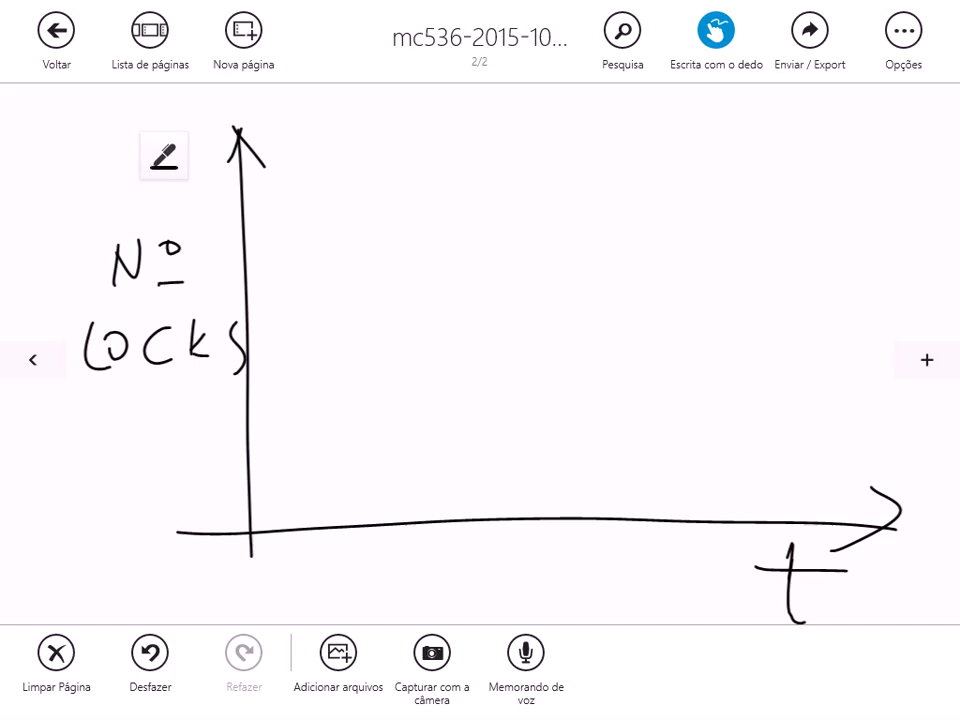 Voltar
Lista de páginas
Nova página
mc536-2015-10...
2/2
Pesquisa
Escrita com o dedo
Enviar / Export
Opções
Nº
LOCKS
t
Limpar Página
Desfazer
Refazer
Adicionar arquivos
Capturar com a
câmera
Memorando de
voz